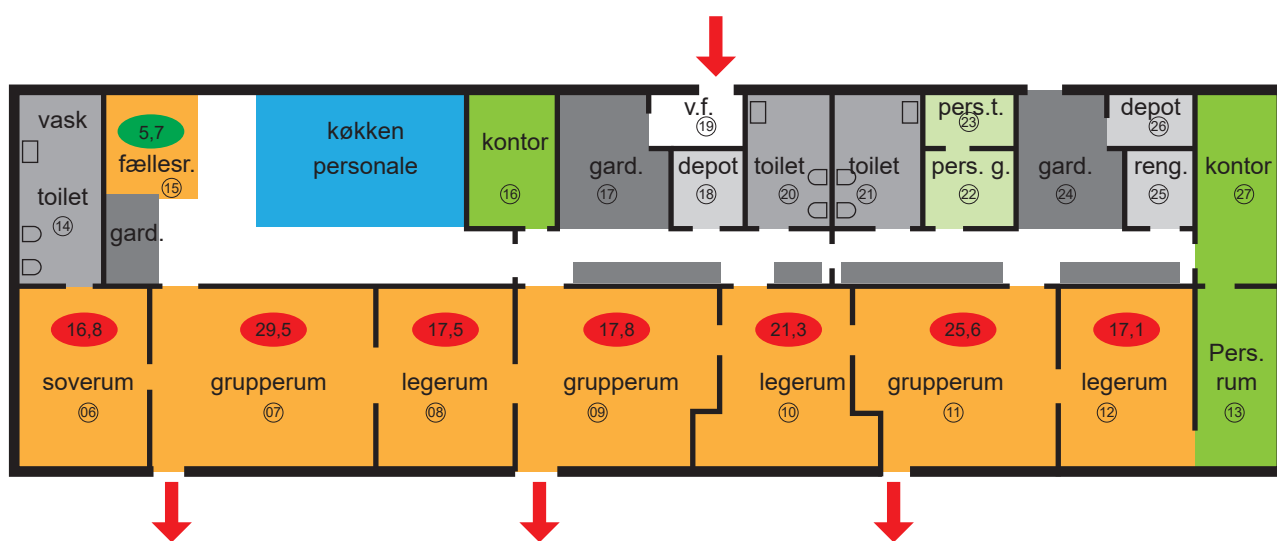 vask
toilet
14
5,7
fællesr.
15
gard.
køkken
personale
kontor
16
gard.
17
v.f.
19
depot
18
toilet
20
toilet
21
pers.t.
23
pers. g.
22
gard.
24
depot
26
reng.
25
kontor
27
16,8
soverum
06
29,5
grupperum
07
17,5
legerum
08
17,8
grupperum
09
21,3
legerum
10
25,6
grupperum
11
17,1
legerum
12
Pers.
rum
13